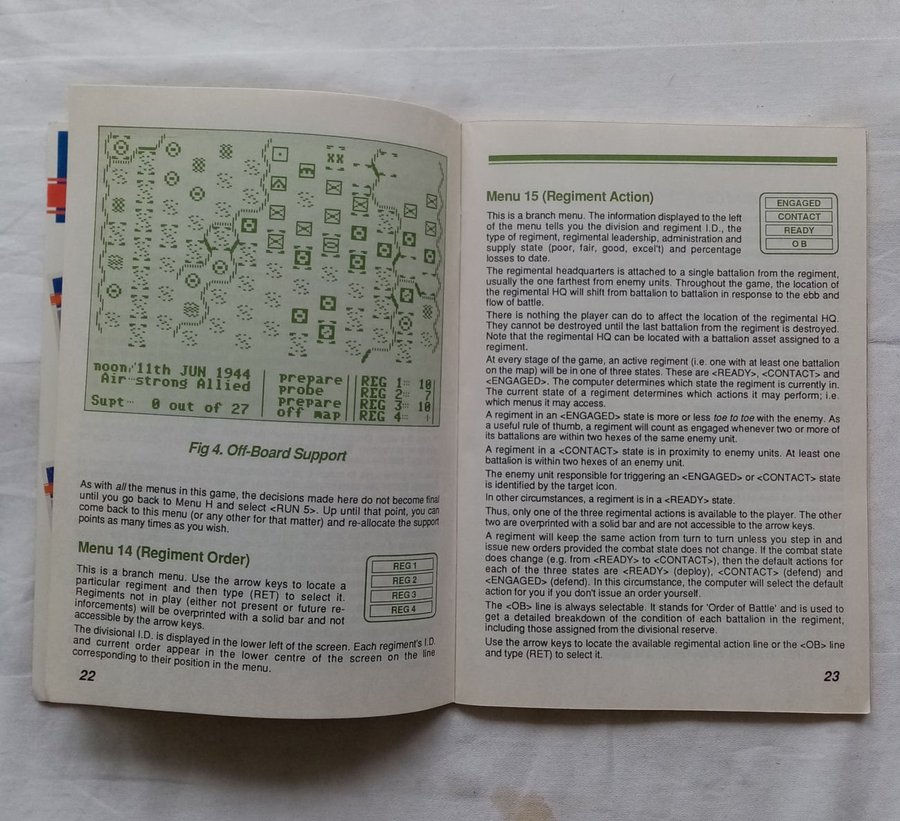 XX
noon/11th JUN 1944
Air strong Allied
Supt 0 out of 27
prepare
probe
prepare
off map
REG 1 10
REG 2 7
REG 3 10
REG 4
Fig 4. Off-Board Support
As with all the menus in this game, the decisions made here do not become final
until you go back to Menu H and select <RUN 5>. Up until that point, you can
come back to this menu (or any other for that matter) and re-allocate the support
points as many times as you wish.
Menu 14 (Regiment Order)
This is a branch menu. Use the arrow keys to locate a
particular regiment and then type (RET) to select it.
Regiments not in play (either not present or future re-
inforcements) will be overprinted with a solid bar and not
accessible by the arrow keys.
REG 1
REG 2
REG 3
REG 4
The divisional I.D. is displayed in the lower left of the screen. Each regiment's I.D.
and current order appear in the lower centre of the screen on the line
corresponding to their position in the menu.
22
Menu 15 (Regiment Action)
This is a branch menu. The information displayed to the left
of the menu tells you the division and regiment I.D., the
type of regiment, regimental leadership, administration and
supply state (poor, fair, good, excel't) and percentage
losses to date.
ENGAGED
CONTACT
READY
O B
The regimental headquarters is attached to a single battalion from the regiment,
usually the one farthest from enemy units. Throughout the game, the location of
the regimental HQ will shift from battalion to battalion in response to the ebb and
flow of battle.
There is nothing the player can do to affect the location of the regimental HQ.
They cannot be destroyed until the last battalion from the regiment is destroyed.
Note that the regimental HQ can be located with a battalion asset assigned to a
regiment.
At every stage of the game, an active regiment (i.e. one with at least one battalion
on the map) will be in one of three states. These are <READY>, <CONTACT> and
<ENGAGED>. The computer determines which state the regiment is currently in.
The current state of a regiment determines which actions it may perform; i.e.
which menus it may access.
A regiment in an <ENGAGED> state is more or less toe to toe with the enemy. As
a useful rule of thumb, a regiment will count as engaged whenever two or more of
its battalions are within two hexes of the same enemy unit.
A regiment in a <CONTACT> state is in proximity to enemy units. At least one
battalion is within two hexes of an enemy unit.
The enemy unit responsible for triggering an <ENGAGED> or <CONTACT> state
is identified by the target icon.
In other circumstances, a regiment is in a <READY> state.
Thus, only one of the three regimental actions is available to the player. The other
two are overprinted with a solid bar and are not accessible to the arrow keys.
A regiment will keep the same action from turn to turn unless you step in and
issue new orders provided the combat state does not change. If the combat state
does change (e.g. from <READY> to <CONTACT>), then the default actions for
each of the three states are <READY> (deploy), <CONTACT> (defend) and
<ENGAGED> (defend). In this circumstance, the computer will select the default
action for you if you don't issue an order yourself.
The <OB> line is always selectable. It stands for 'Order of Battle' and is used to
get a detailed breakdown of the condition of each battalion in the regiment,
including those assigned from the divisional reserve.
Use the arrow keys to locate the available regimental action line or the <OB> line
and type (RET) to select it.
23